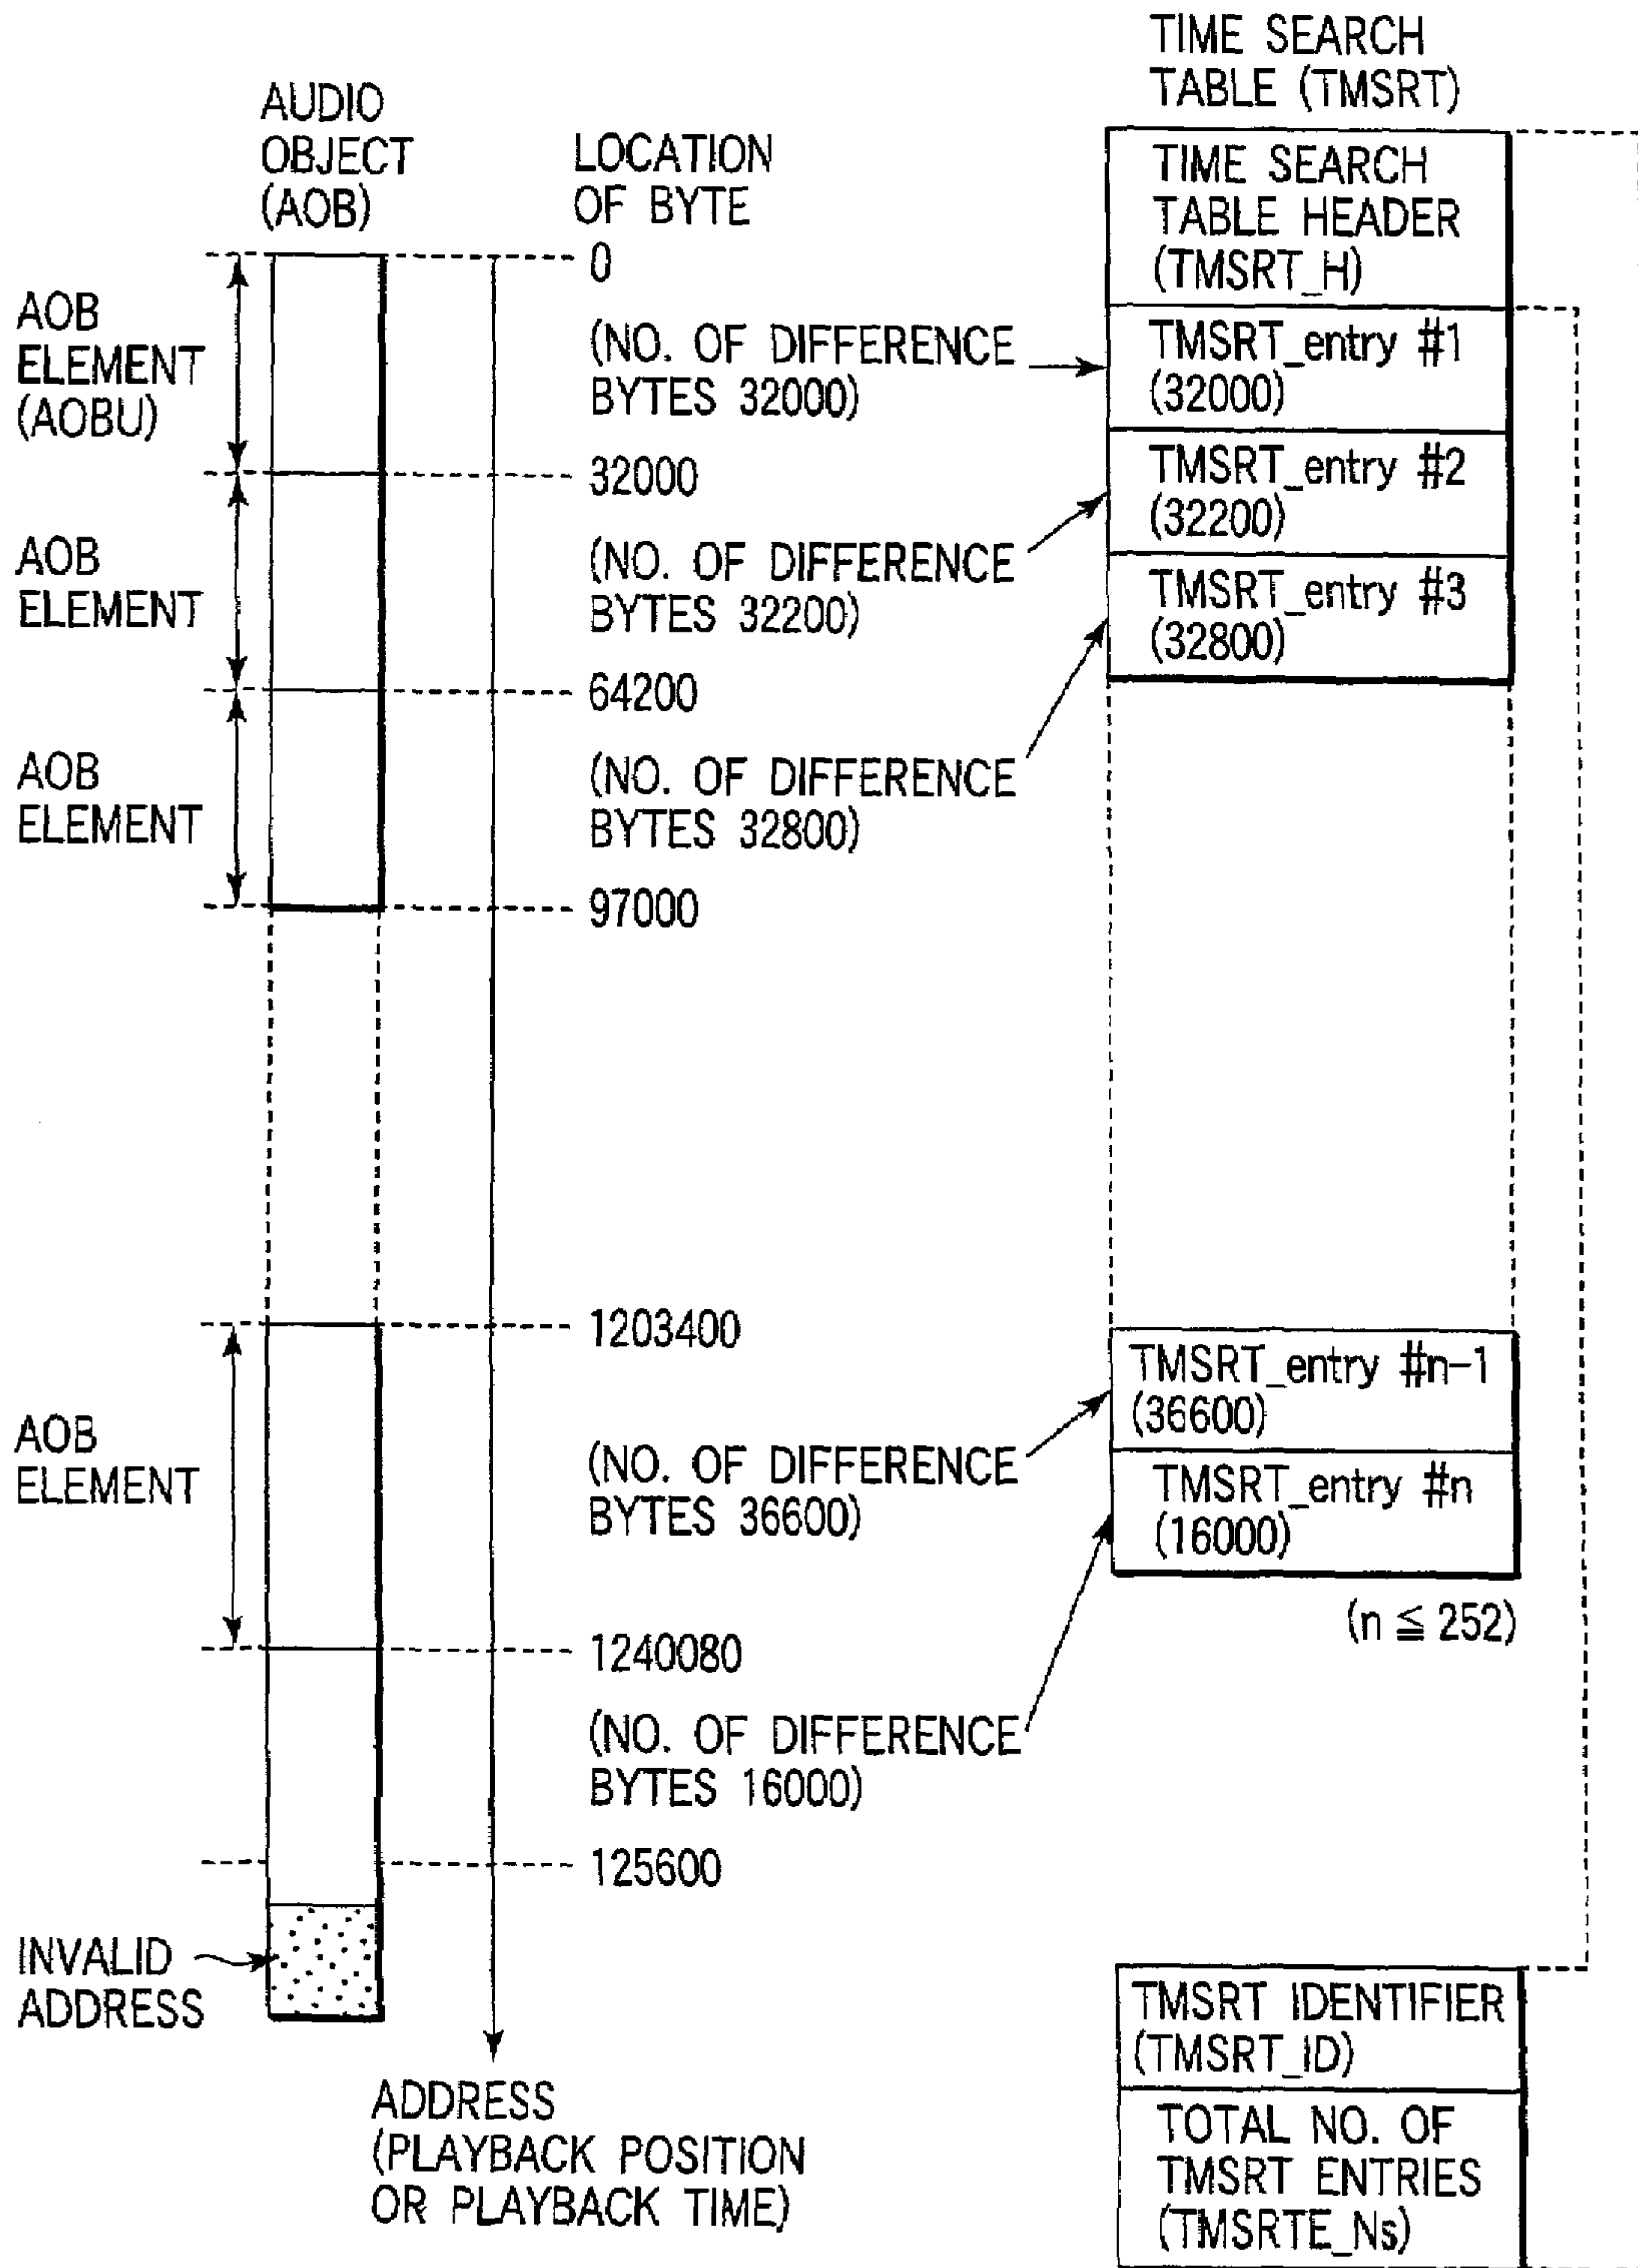 TIME SEARCH
TABLE (TMSRT)
AUDIO
OBJECT
(AOB)
LOCATION
OF BYTE
0
TIME SEARCH
TABLE HEADER
(TMSRT_H)
AOB
ELEMENT
(AOBU)
(NO. OF DIFFERENCE
BYTES 32000)
TMSRT_entry #1
(32000)
32000
TMSRT_entry #2
(32200)
AOB
ELEMENT
(NO. OF DIFFERENCE
BYTES 32200)
TMSRT_entry #3
(32800)
64200
AOB
ELEMENT
(NO. OF DIFFERENCE
BYTES 32800)
97000
1203400
TMSRT_entry #n-1
(36600)
AOB
ELEMENT
(NO. OF DIFFERENCE
BYTES 36600)
TMSRT_entry #n
(16000)
(n ≦ 252)
1240080
(NO. OF DIFFERENCE
BYTES 16000)
125600
INVALID
ADDRESS
TMSRT IDENTIFIER
(TMSRT_ID)
ADDRESS
(PLAYBACK POSITION
OR PLAYBACK TIME)
TOTAL NO. OF
TMSRT ENTRIES
(TMSRTE_Ns)